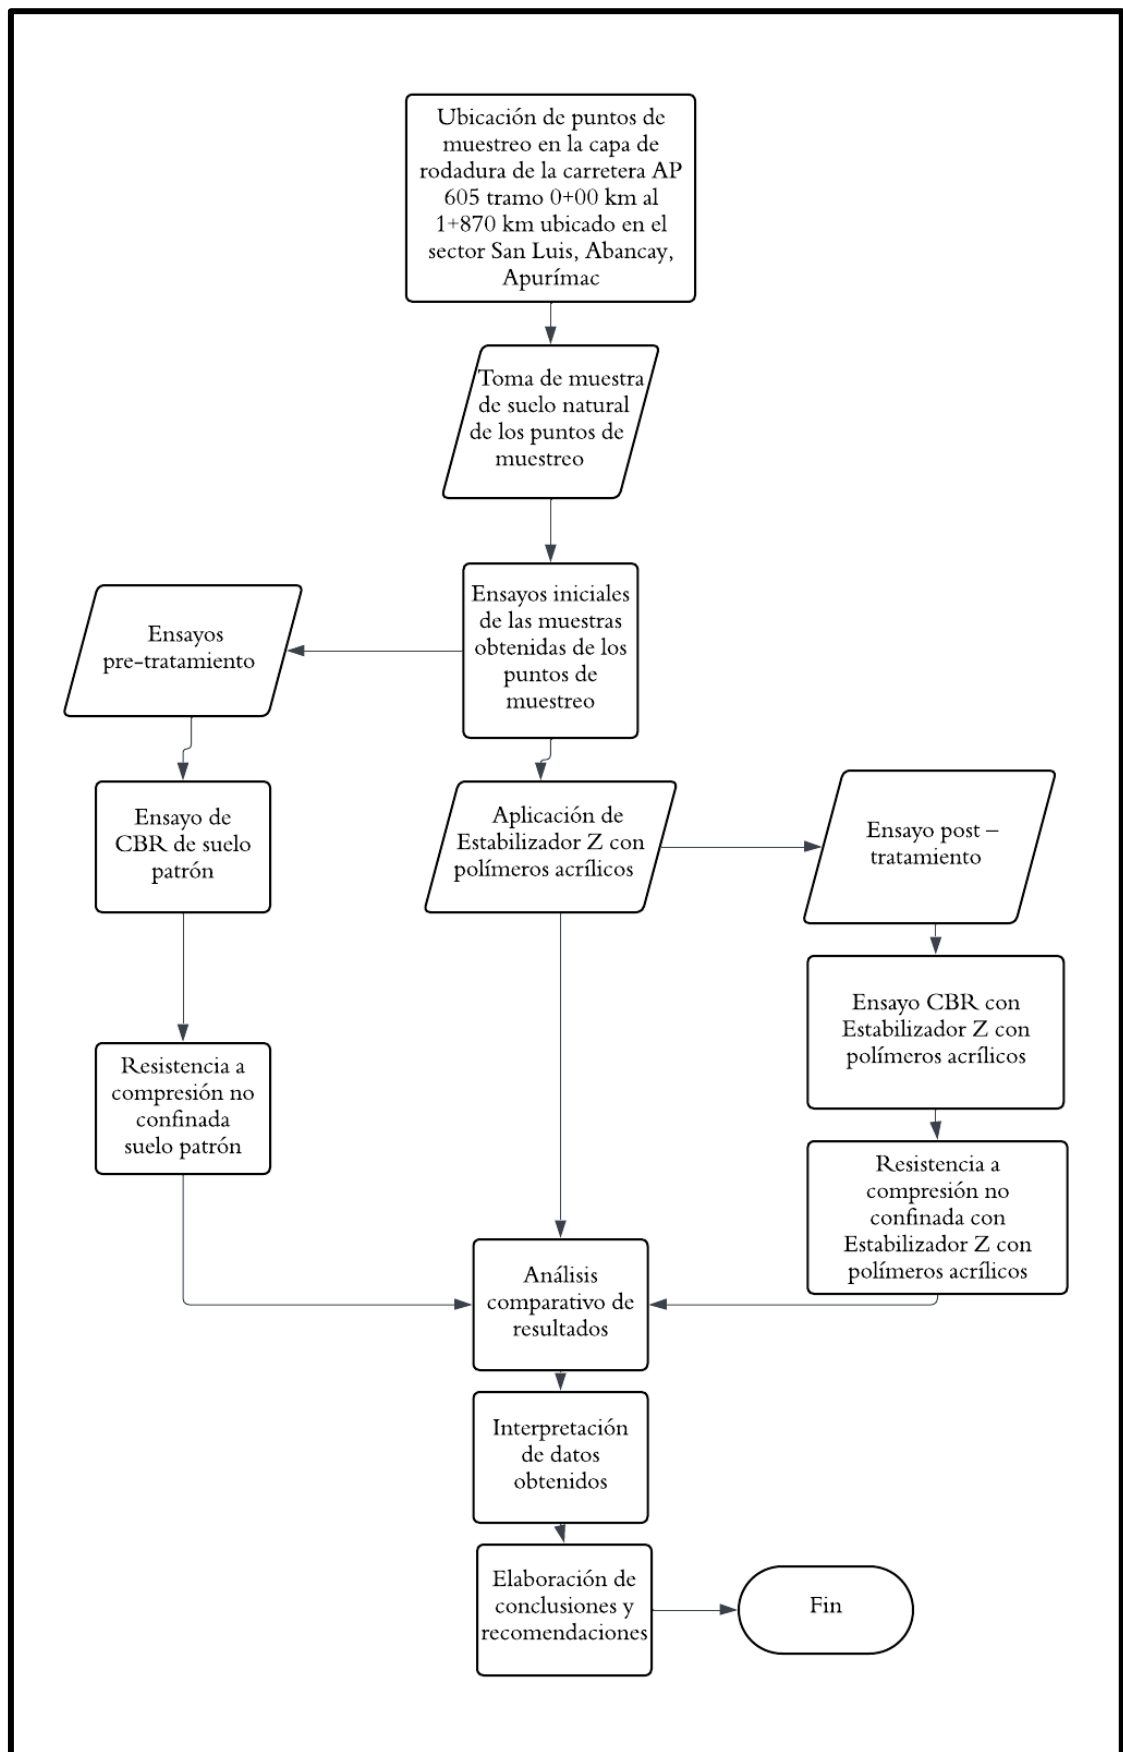 Ubicación de puntos de
muestreo en la capa de
rodadura de la carretera AP
605 tramo 0+00 km al
1+870 km ubicado en el
sector San Luis, Abancay,
Apurímac
Toma de muestra
de suelo natural
de los puntos de
muestreo
Ensayos iniciales
de las muestras
obtenidas de los
puntos de
muestreo
Ensayos
pre-tratamiento
Ensayo de
CBR de suelo
patrón
Resistencia a
compresión no
confinada
suelo patrón
Aplicación de
Estabilizador Z con
polímeros acrílicos
Ensayo post –
tratamiento
Ensayo CBR con
Estabilizador Z con
polímeros acrílicos
Resistencia a
compresión no
confinada con
Estabilizador Z con
polímeros acrílicos
Análisis
comparativo de
resultados
Interpretación
de datos
obtenidos
Elaboración de
conclusiones y
recomendaciones
Fin